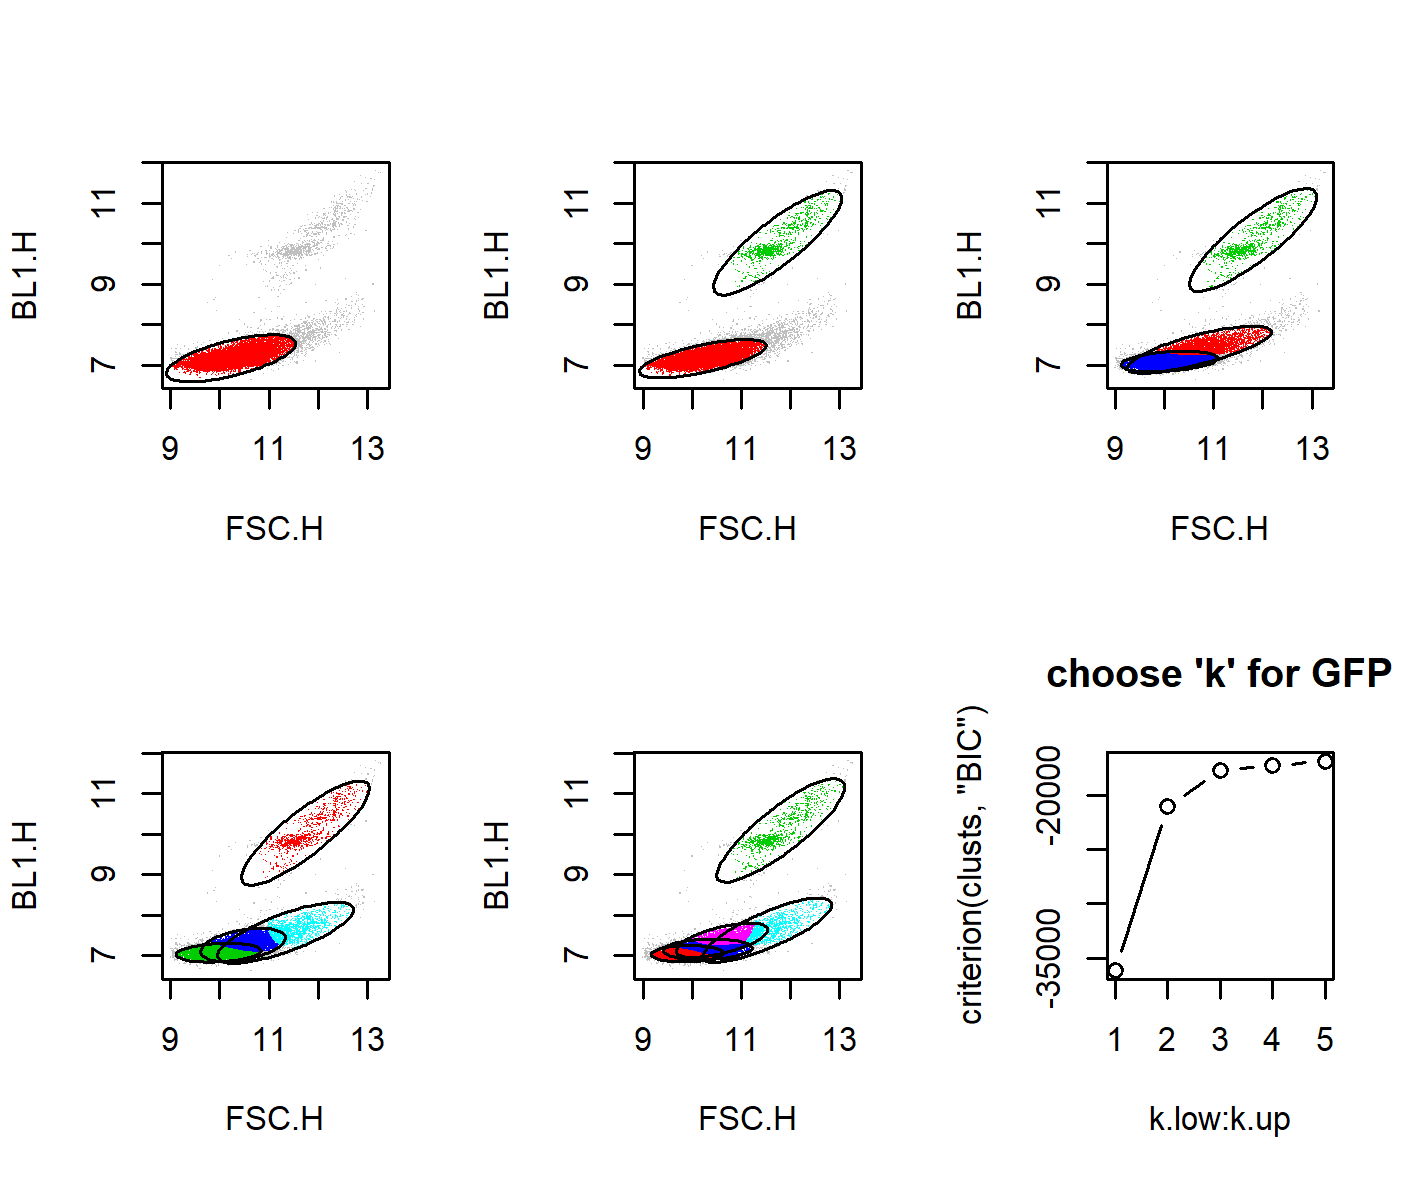 BL1.H
7 9 11
9 11 13
FSC.H
BL1.H
7 9 11
9 11 13
FSC.H
BL1.H
7 9 11
9 11 13
FSC.H
BL1.H
7 9 11
9 11 13
FSC.H
BL1.H
7 9 11
9 11 13
FSC.H
choose 'k' for GFP
criterion(clusts, "BIC")
-35000 -20000
1 2 3 4 5
k.low:k.up